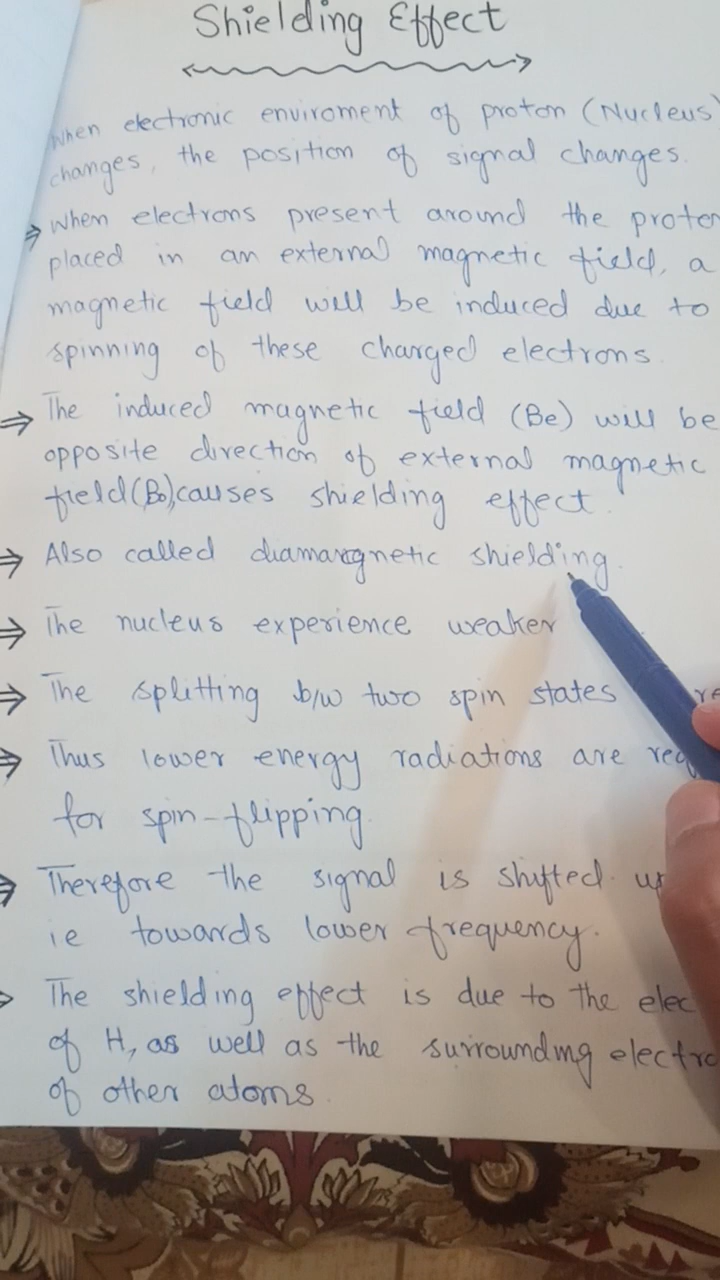 Shielding Effect
When electronic enviroment of proton (Nucleus)
changes, the position of signal changes.
⇒ When electrons present around the proton
placed in an external magnetic field, a
magnetic field will be induced due to
spinning of these charged electrons
⇒ The induced magnetic field (Be) will be
opposite direction of external magnetic
field (B₀), causes shielding effect.
⇒ Also called diamangnetic shielding.
⇒ The nucleus experience weaker
⇒ The splitting b/w two spin states
⇒ Thus lower energy radiations are req
for spin-flipping
⇒ Therefore the signal is shifted
ie towards lower frequency.
⇒ The shielding effect is due to the elec
of H, as well as the surrounding electro
of other atoms.